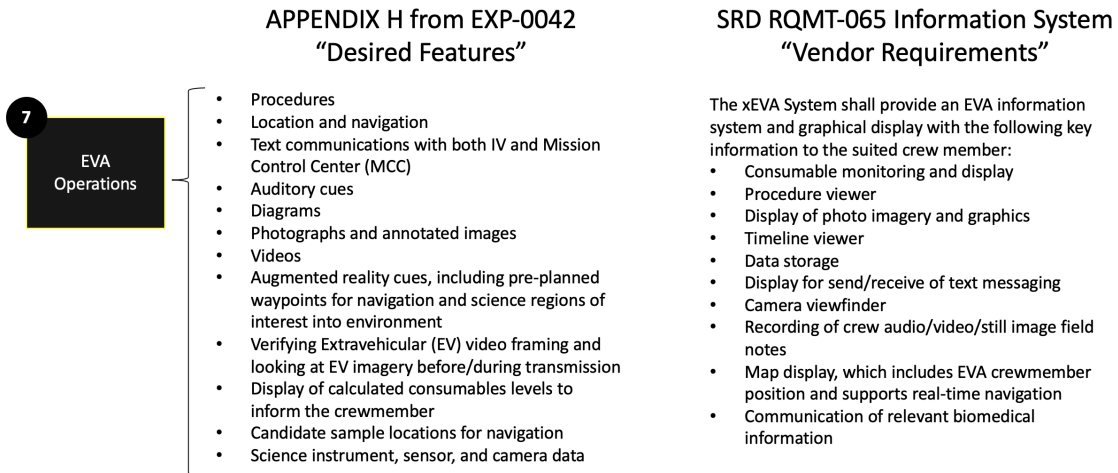 APPENDIX H from EXP-0042
“Desired Features”
7
EVA
Operations
• Procedures
• Location and navigation
• Text communications with both IV and Mission
Control Center (MCC)
• Auditory cues
• Diagrams
• Photographs and annotated images
• Videos
• Augmented reality cues, including pre-planned
waypoints for navigation and science regions of
interest into environment
• Verifying Extravehicular (EV) video framing and
looking at EV imagery before/during transmission
• Display of calculated consumables levels to
inform the crewmember
• Candidate sample locations for navigation
• Science instrument, sensor, and camera data
SRD RQMT-065 Information System
“Vendor Requirements”
The xEVA System shall provide an EVA information
system and graphical display with the following key
information to the suited crew member:
• Consumable monitoring and display
• Procedure viewer
• Display of photo imagery and graphics
• Timeline viewer
• Data storage
• Display for send/receive of text messaging
• Camera viewfinder
• Recording of crew audio/video/still image field
notes
• Map display, which includes EVA crewmember
position and supports real-time navigation
• Communication of relevant biomedical
information